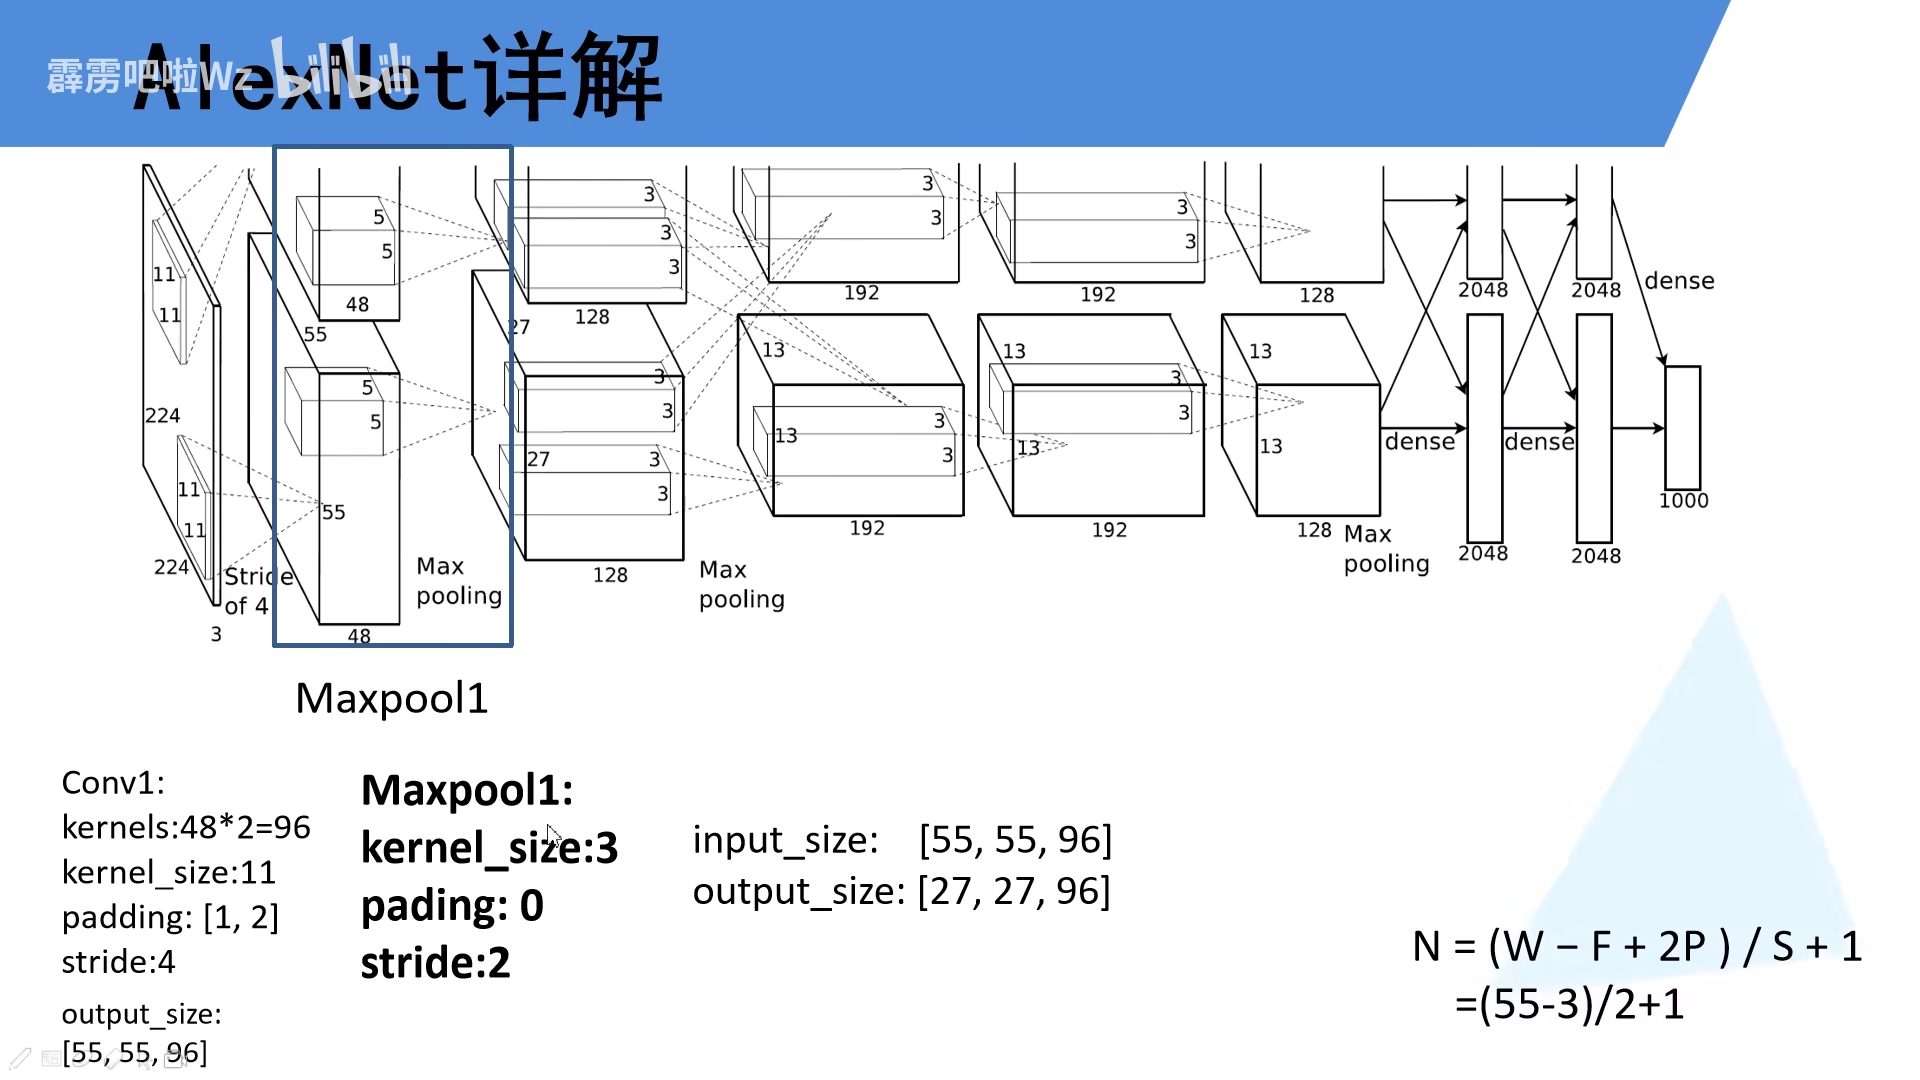 AlexNet详解
霹雳吧啦Wz bilibili
11
11
224
11
11
224
3
Stride
of 4
5
5
48
55
5
5
55
48
Max
pooling
3
3
3
128
27
3
3
27
3
3
128
Max
pooling
3
3
192
13
13
3
3
192
3
3
192
13
3
3
13
192
128
13
13
128
Max
pooling
2048
2048
dense
dense
dense
2048
2048
1000
Maxpool1
Conv1:
kernels:48*2=96
kernel_size:11
padding: [1, 2]
stride:4
output_size:
[55, 55, 96]
Maxpool1:
kernel_size:3
pading: 0
stride:2
input_size: [55, 55, 96]
output_size: [27, 27, 96]
N = (W − F + 2P ) / S + 1
=(55-3)/2+1